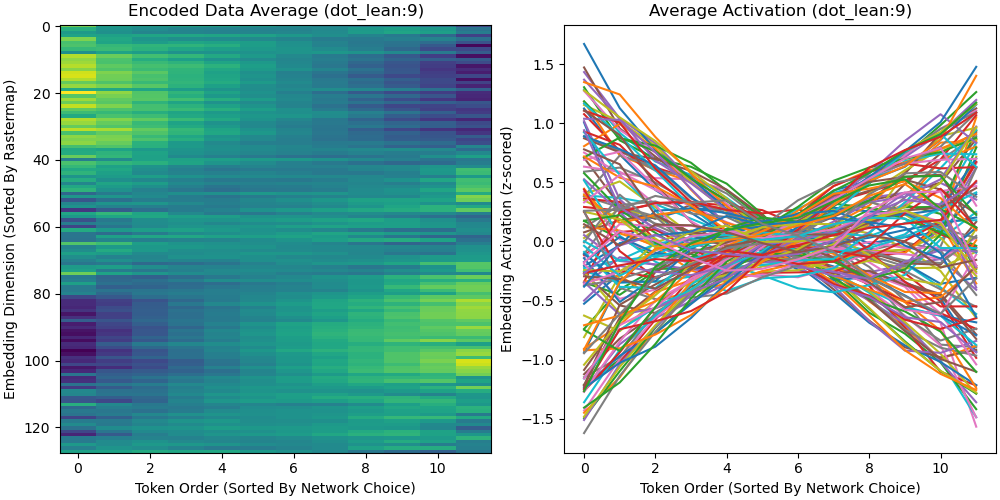 Encoded Data Average (dot_lean:9)
Embedding Dimension (Sorted By Rastermap)
0
20
40
60
80
100
120
0 2 4 6 8 10
Token Order (Sorted By Network Choice)
Average Activation (dot_lean:9)
Embedding Activation (z-scored)
1.5
1.0
0.5
0.0
−0.5
−1.0
−1.5
0 2 4 6 8 10
Token Order (Sorted By Network Choice)